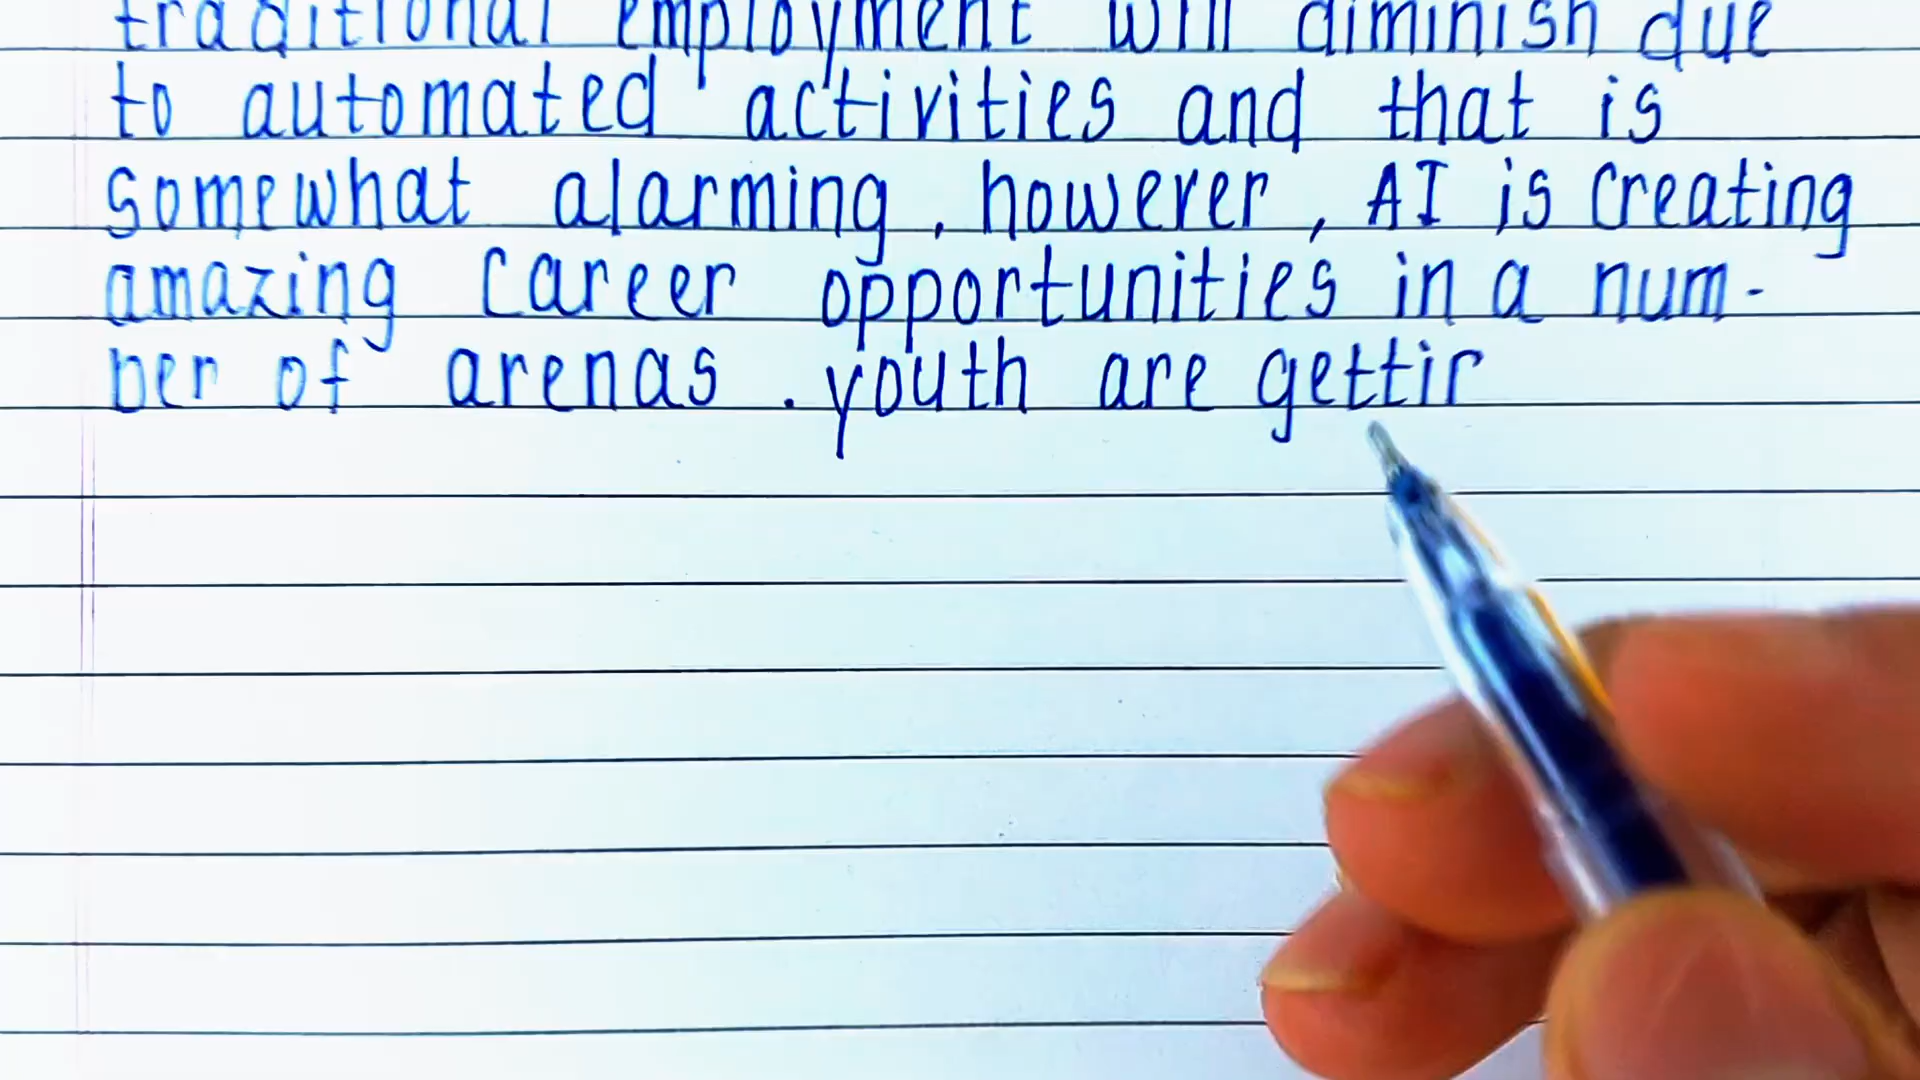 traditional employment will diminish due
to automated activities and that is
somewhat alarming, however, AI is creating
amazing career opportunities in a num-
ber of arenas. youth are gettin